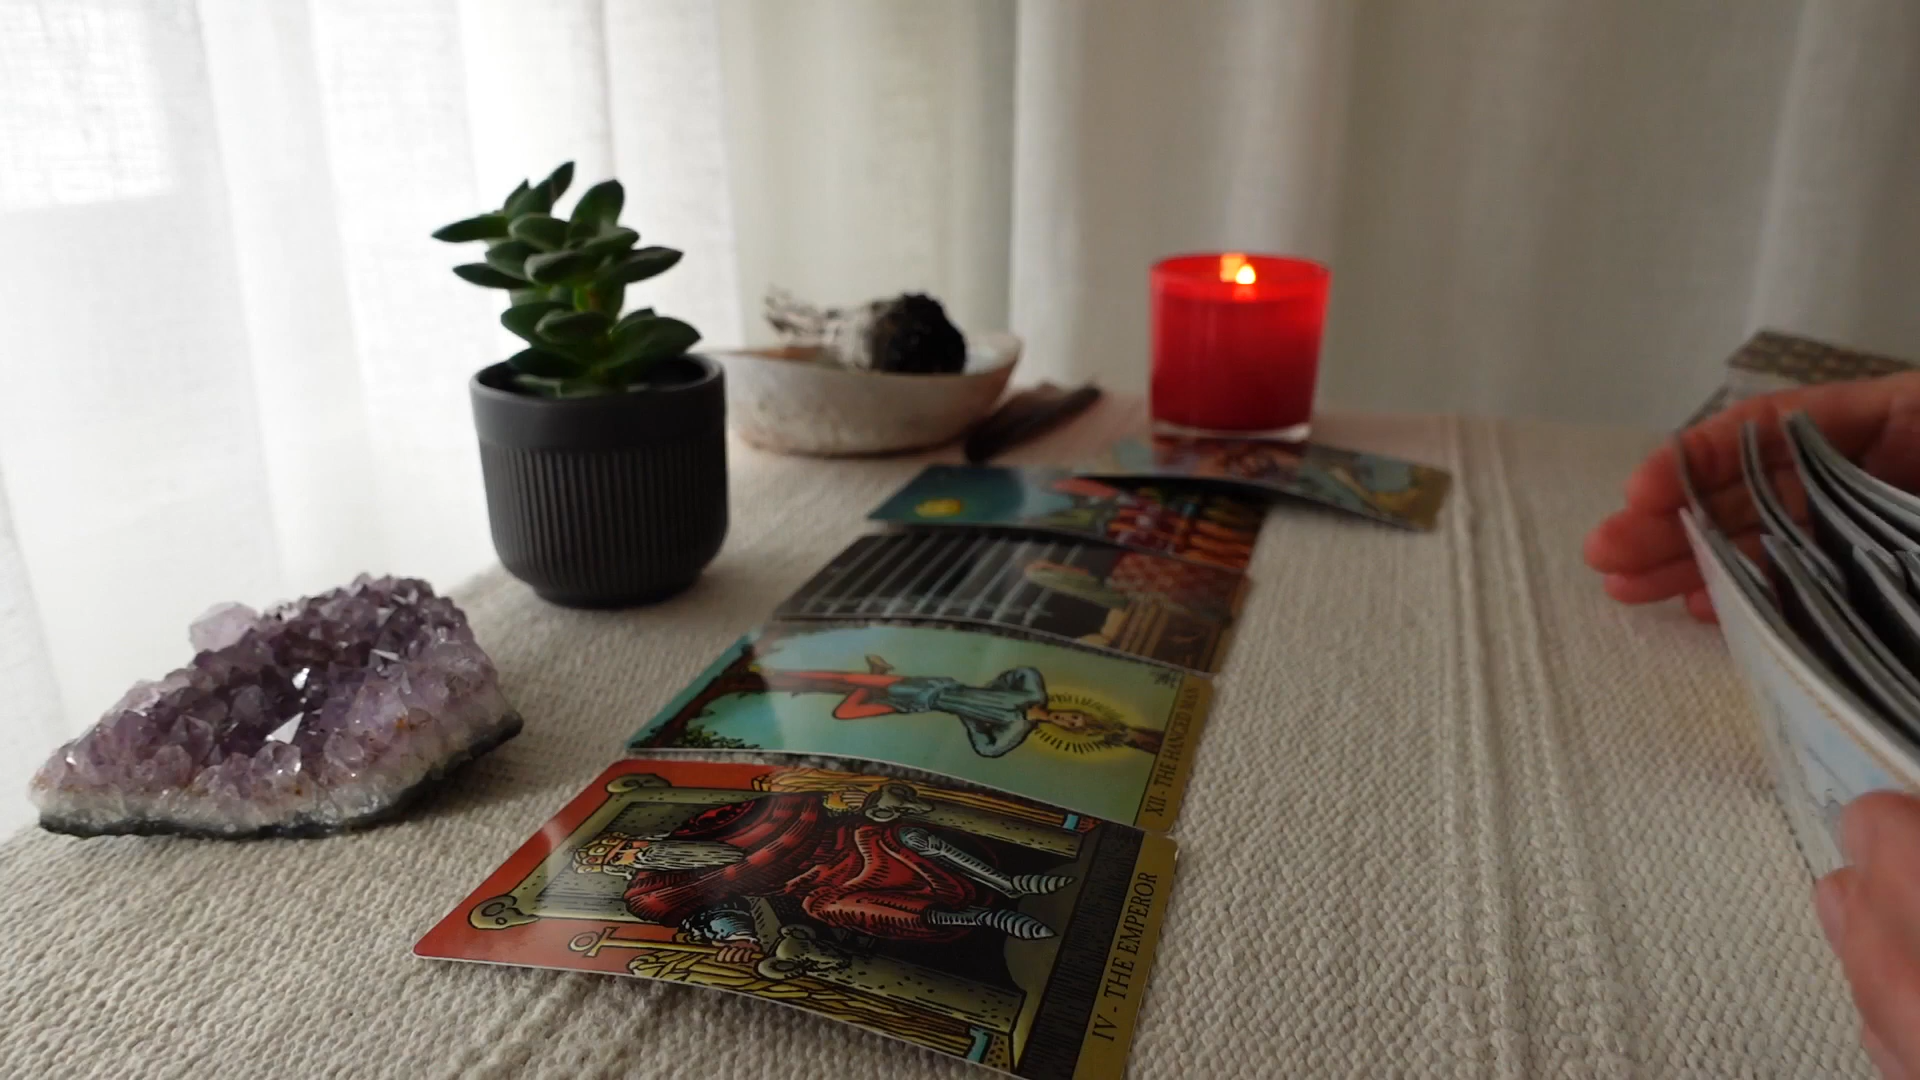 XII - THE HANGED MAN
IV - THE EMPEROR